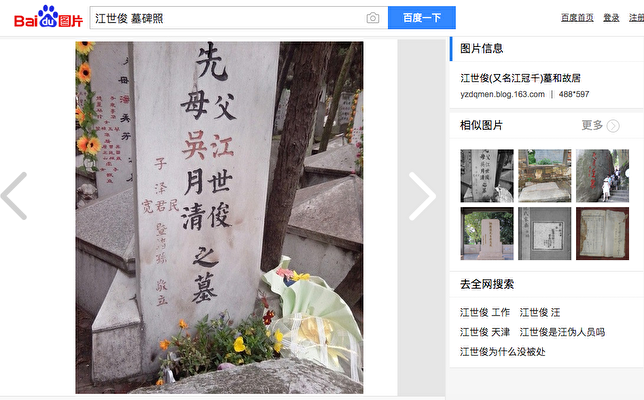 Bai du 图片
江世俊 墓碑照
百度一下
百度首页 登录 注册
先
父江世俊
母吳月清
之墓
子 泽民
君
宽
暨
孫
敬立
图片信息
江世俊(又名江冠千)墓和故居
yzdqmen.blog.163.com | 488*597
相似图片
更多
去全网搜索
江世俊 工作 江世俊 汪
江世俊 天津 江世俊是汪伪人员吗
江世俊为什么没被处